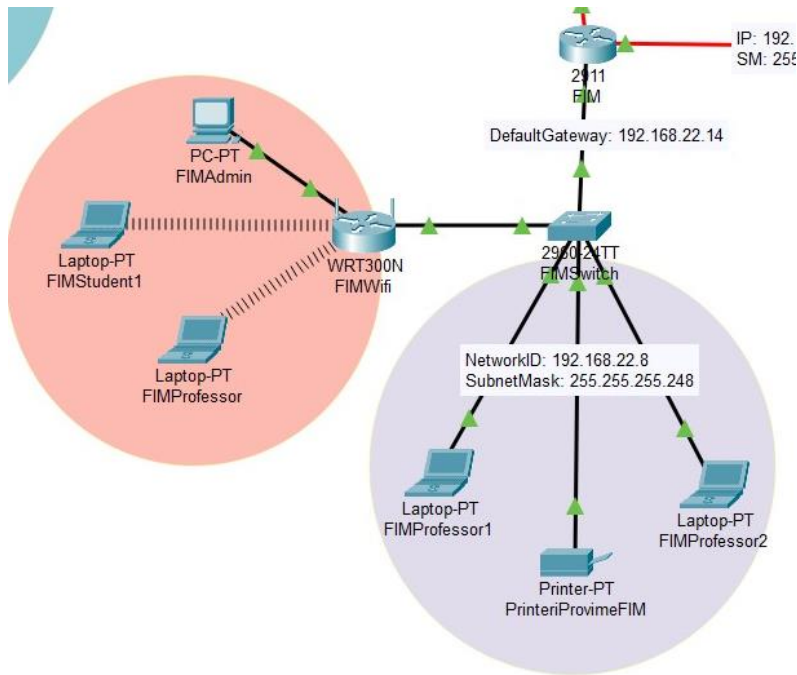 IP: 192.
SM: 255
2911
FIM
DefaultGateway: 192.168.22.14
PC-PT
FIMAdmin
Laptop-PT
FIMStudent1
WRT300N
FIMWifi
2960-24TT
FIMSwitch
Laptop-PT
FIMProfessor
NetworkID: 192.168.22.8
SubnetMask: 255.255.255.248
Laptop-PT
FIMProfessor1
Laptop-PT
FIMProfessor2
Printer-PT
PrinteriProvimeFIM